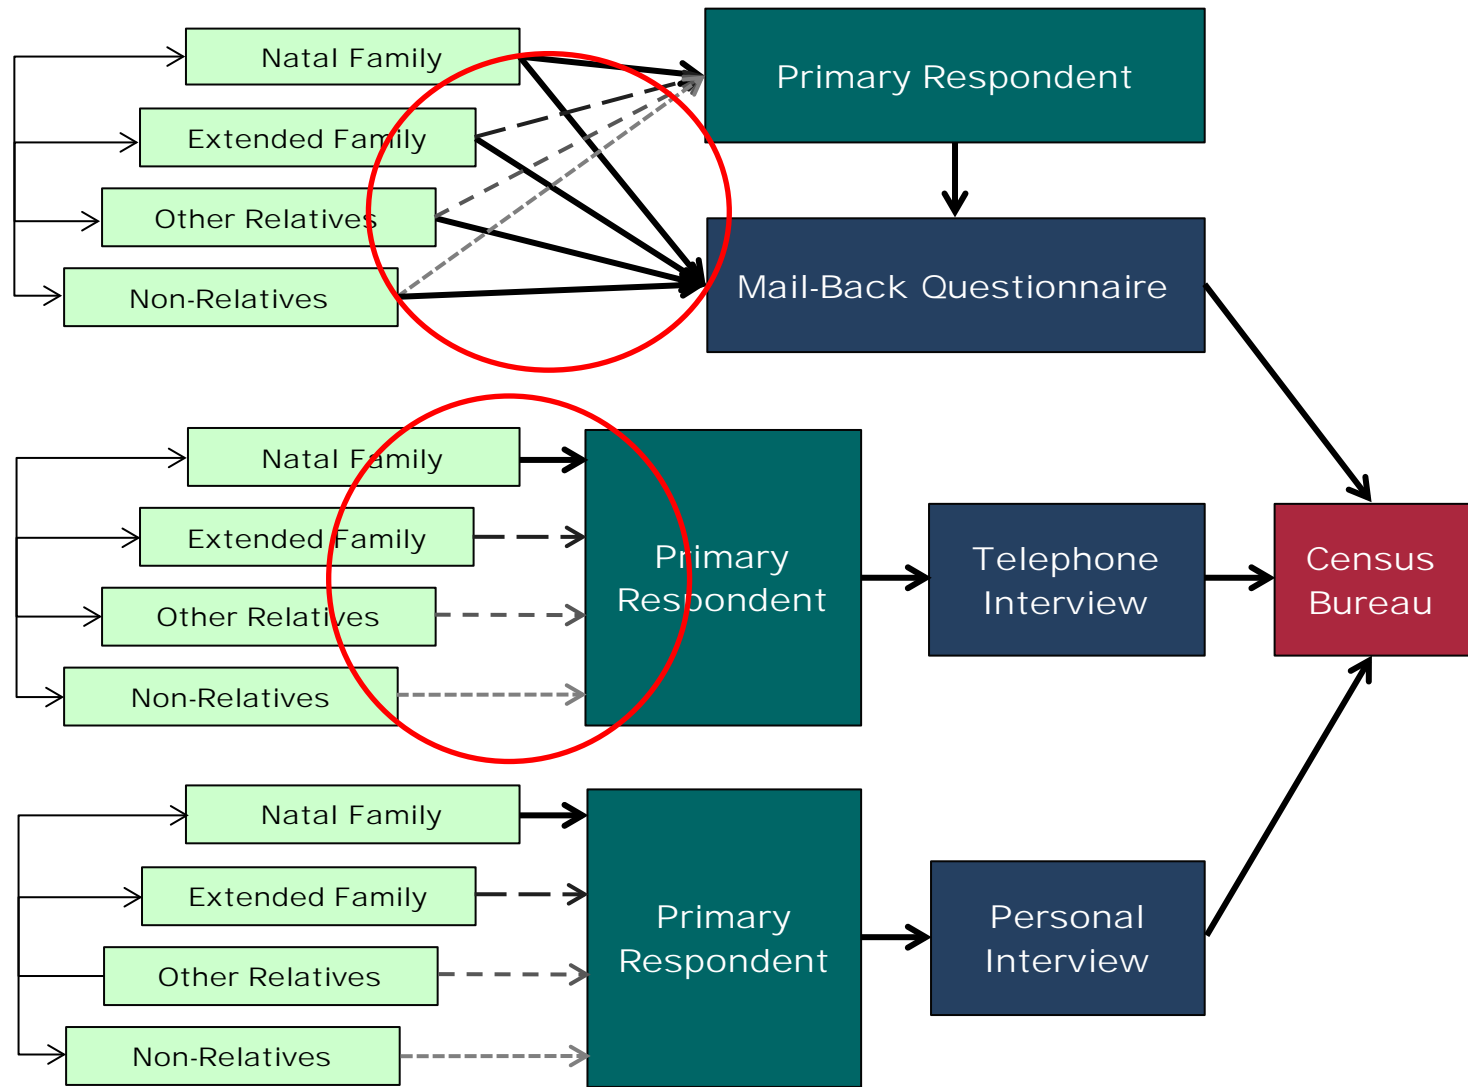 Natal Family
Extended Family
Other Relatives
Non-Relatives
Primary Respondent
Mail-Back Questionnaire
Natal Family
Extended Family
Other Relatives
Non-Relatives
Primary
Respondent
Telephone
Interview
Census
Bureau
Natal Family
Extended Family
Other Relatives
Non-Relatives
Primary
Respondent
Personal
Interview